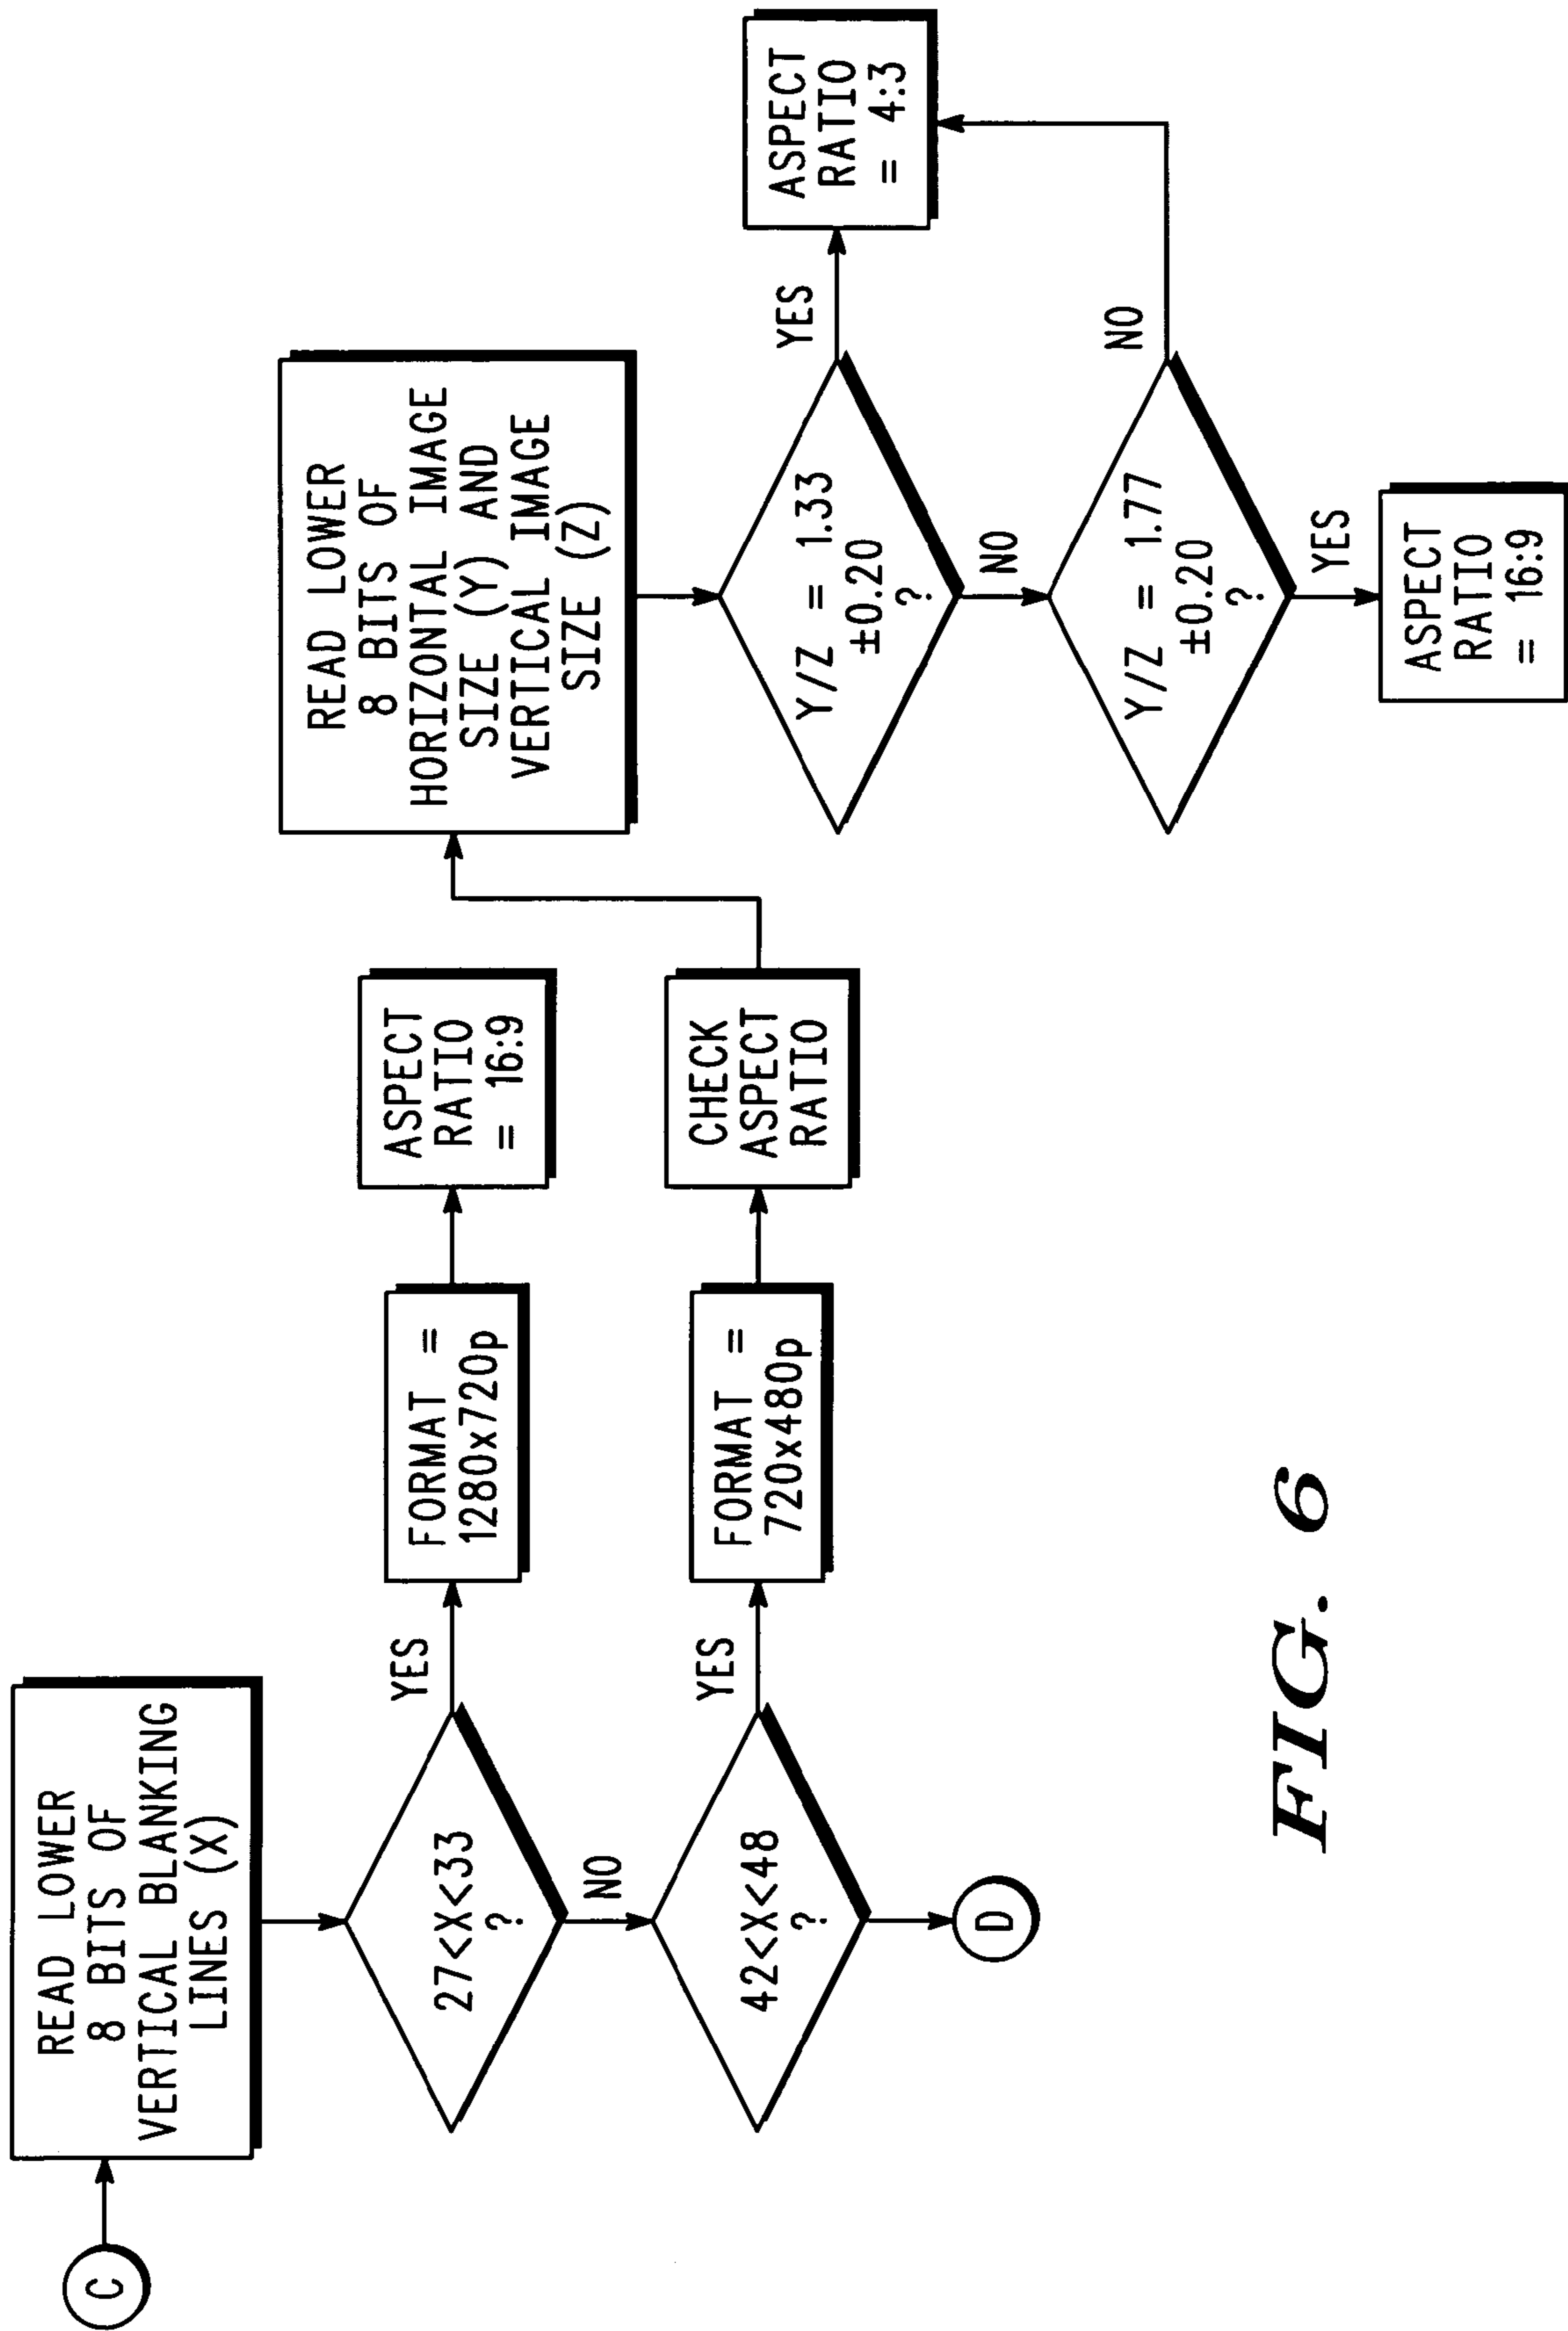 C
READ LOWER
8 BITS OF
VERTICAL BLANKING
LINES (X)
27<X<33
?
YES
FORMAT =
1280x720p
ASPECT
RATIO
= 16:9
NO
42<X<48
?
YES
FORMAT =
720x480p
CHECK
ASPECT
RATIO
D
READ LOWER
8 BITS OF
HORIZONTAL IMAGE
SIZE (Y) AND
VERTICAL IMAGE
SIZE (Z)
Y/Z = 1.33
±0.20
?
YES
ASPECT
RATIO
= 4:3
NO
Y/Z = 1.77
±0.20
?
NO
YES
ASPECT
RATIO
= 16:9
FIG. 6